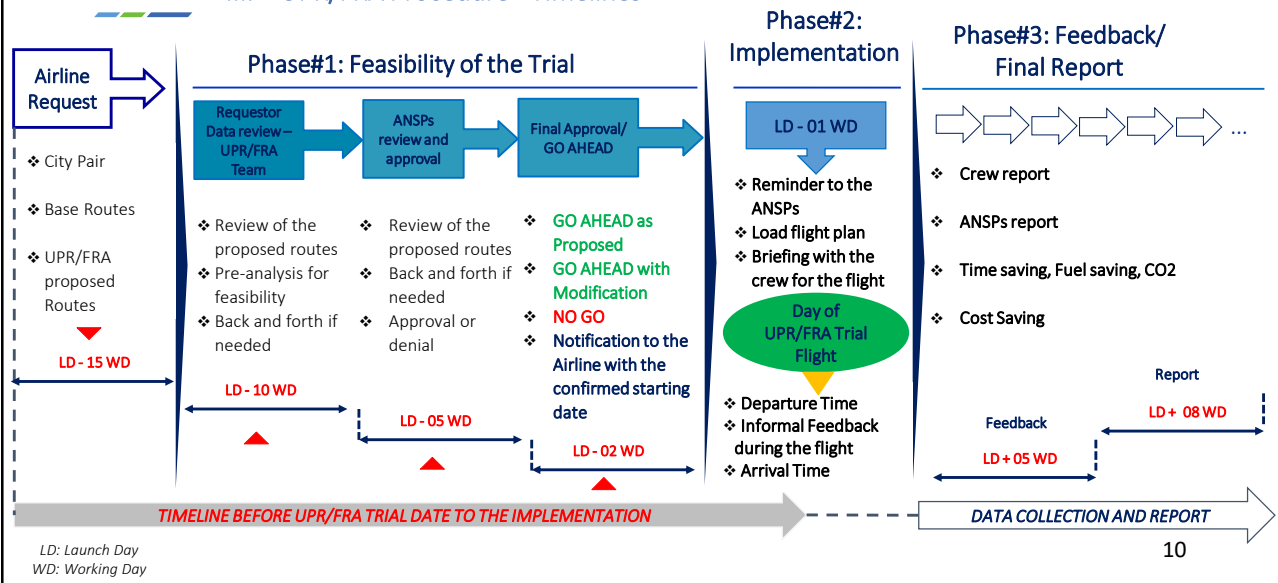 UPR/FRA Procedure - Timelines
Airline
Request
❖ City Pair
❖ Base Routes
❖ UPR/FRA
proposed
Routes
LD - 15 WD
Phase#1: Feasibility of the Trial
Requestor
Data review –
UPR/FRA
Team
❖ Review of the
proposed routes
❖ Pre-analysis for
feasibility
❖ Back and forth if
needed
LD - 10 WD
ANSPs
review and
approval
❖ Review of the
proposed routes
❖ Back and forth if
needed
❖ Approval or
denial
LD - 05 WD
Final Approval/
GO AHEAD
❖ GO AHEAD as
Proposed
❖ GO AHEAD with
Modification
❖ NO GO
❖ Notification to the
Airline with the
confirmed starting
date
LD - 02 WD
Phase#2:
Implementation
LD - 01 WD
❖ Reminder to the
ANSPs
❖ Load flight plan
❖ Briefing with the
crew for the flight
Day of
UPR/FRA Trial
Flight
❖ Departure Time
❖ Informal Feedback
during the flight
❖ Arrival Time
Phase#3: Feedback/
Final Report
...
❖ Crew report
❖ ANSPs report
❖ Time saving, Fuel saving, CO2
❖ Cost Saving
Feedback
LD + 05 WD
Report
LD + 08 WD
TIMELINE BEFORE UPR/FRA TRIAL DATE TO THE IMPLEMENTATION
DATA COLLECTION AND REPORT
LD: Launch Day
WD: Working Day
10